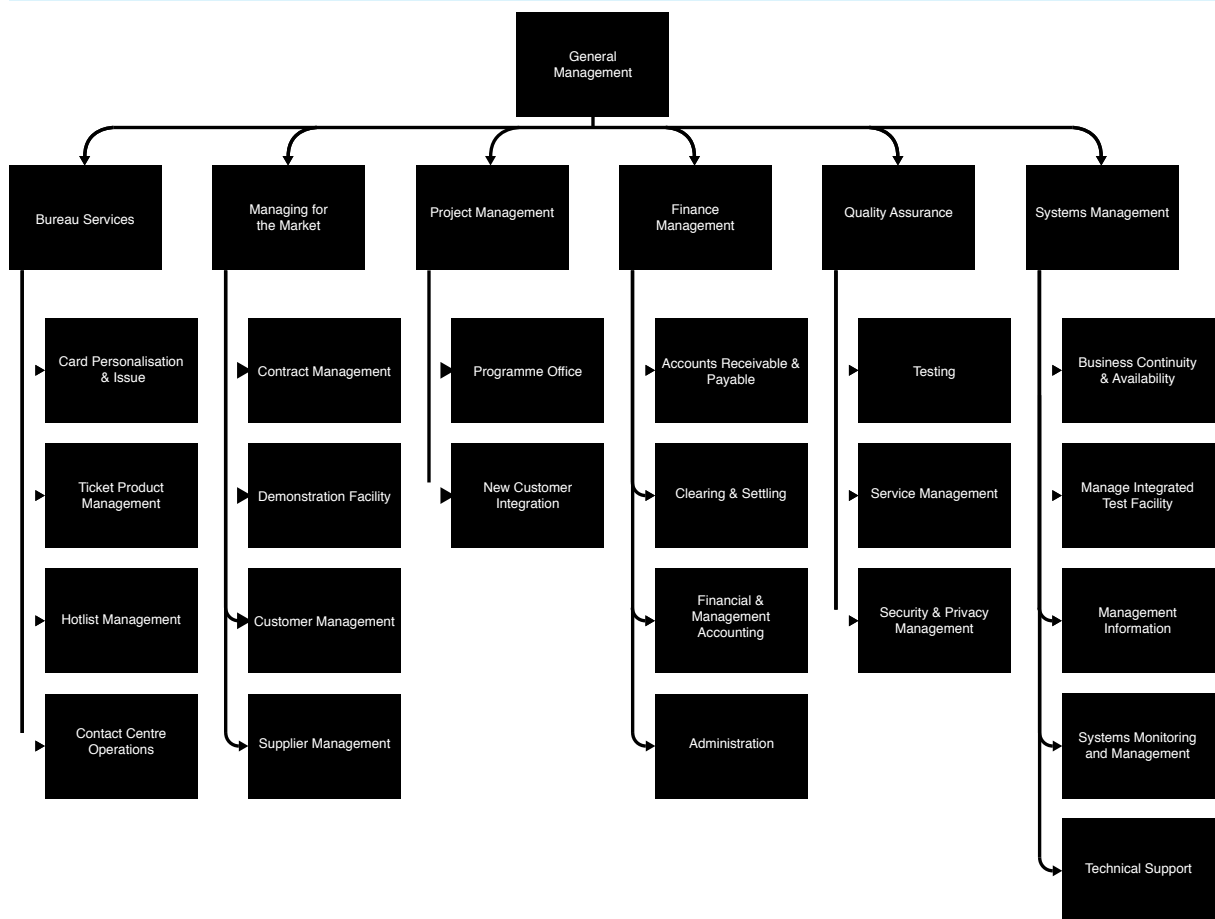 General
Management
Bureau Services
Managing for
the Market
Project Management
Finance
Management
Quality Assurance
Systems Management
Card Personalisation
& Issue
Contract Management
Programme Office
Accounts Receivable &
Payable
Testing
Business Continuity
& Availability
Ticket Product
Management
Demonstration Facility
New Customer
Integration
Clearing & Settling
Service Management
Manage Integrated
Test Facility
Hotlist Management
Customer Management
Financial &
Management
Accounting
Security & Privacy
Management
Management
Information
Contact Centre
Operations
Supplier Management
Administration
Systems Monitoring
and Management
Technical Support